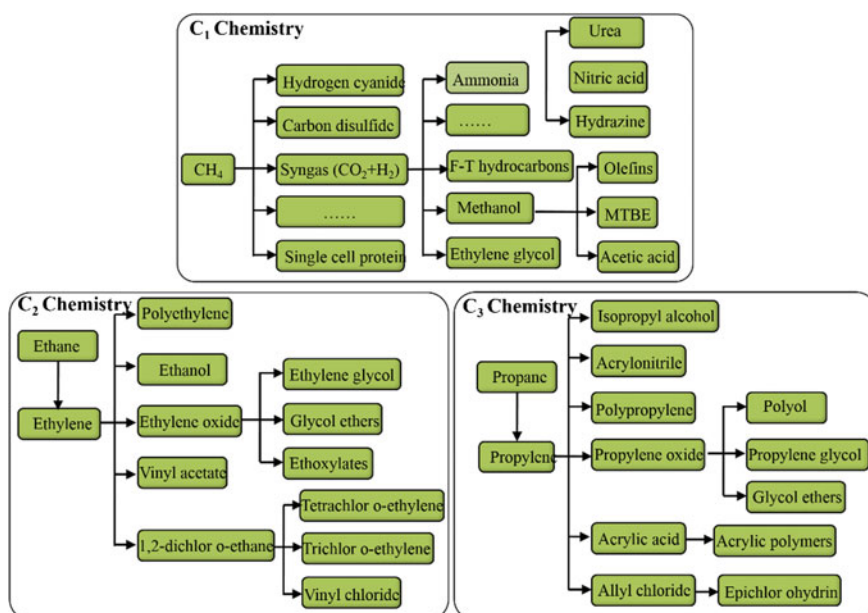 C₁ Chemistry
Urea
Hydrogen cyanide
Ammonia
Nitric acid
Carbon disulfide
......
Hydrazine
CH₄
Syngas (CO₂+H₂)
F-T hydrocarbons
Olefins
......
Methanol
MTBE
Single cell protein
Ethylene glycol
Acetic acid
C₂ Chemistry
Polyethylene
Ethane
Ethanol
Ethylene glycol
Ethylene
Ethylene oxide
Glycol ethers
Vinyl acetate
Ethoxylates
Tetrachlor o-ethylene
1,2-dichlor o-ethane
Trichlor o-ethylene
Vinyl chloride
C₃ Chemistry
Isopropyl alcohol
Propane
Acrylonitrile
Polypropylene
Polyol
Propylene
Propylene oxide
Propylene glycol
Glycol ethers
Acrylic acid
Acrylic polymers
Allyl chloride
Epichlor ohydrin